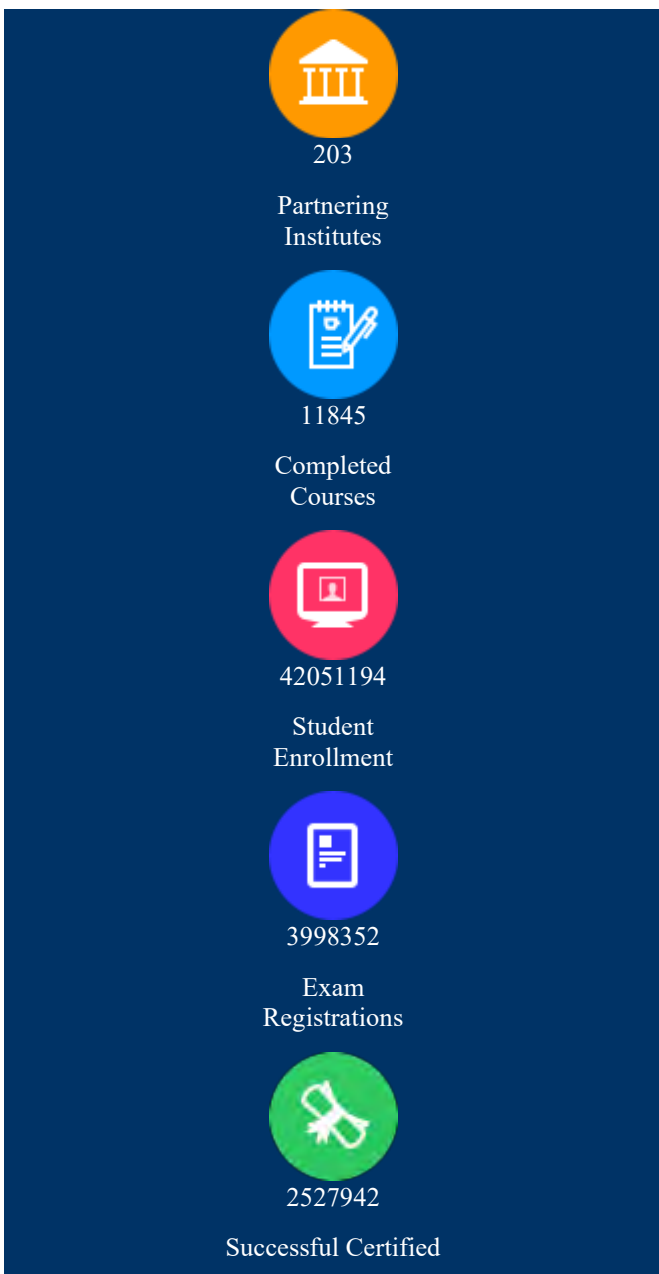 203
Partnering
Institutes
11845
Completed
Courses
42051194
Student
Enrollment
3998352
Exam
Registrations
2527942
Successful Certified